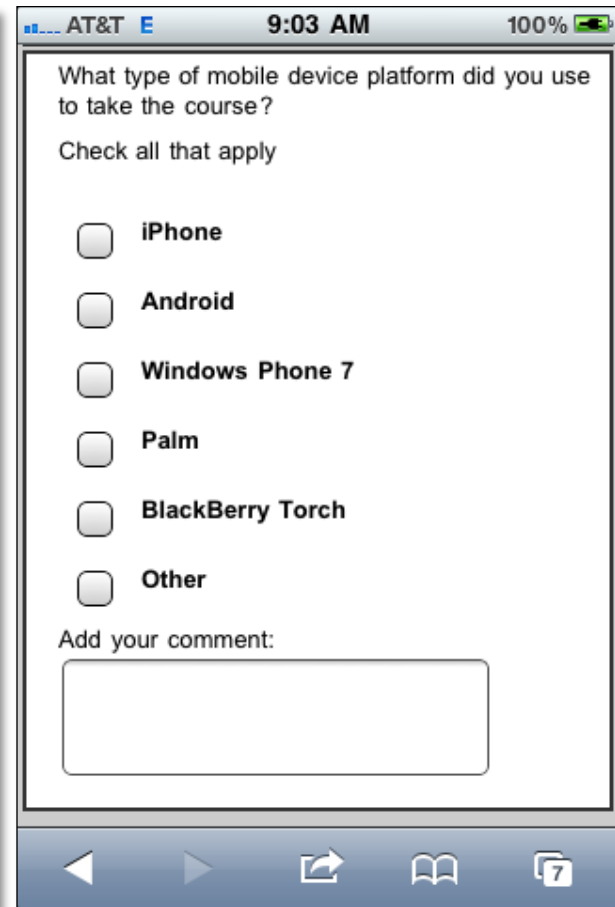 AT&T E 9:03 AM 100%
What type of mobile device platform did you use
to take the course?
Check all that apply
iPhone
Android
Windows Phone 7
Palm
BlackBerry Torch
Other
Add your comment:
7